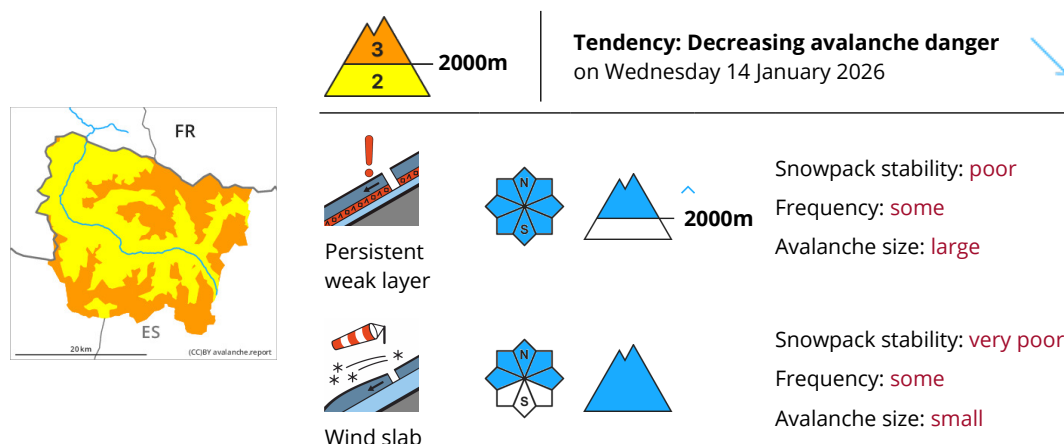 3
2
2000m
Tendency: Decreasing avalanche danger
on Wednesday 14 January 2026
FR
ES
20 km
(CC)BY avalanche.report
N
S
2000m
Persistent
weak layer
Snowpack stability: poor
Frequency: some
Avalanche size: large
N
S
Wind slab
Snowpack stability: very poor
Frequency: some
Avalanche size: small